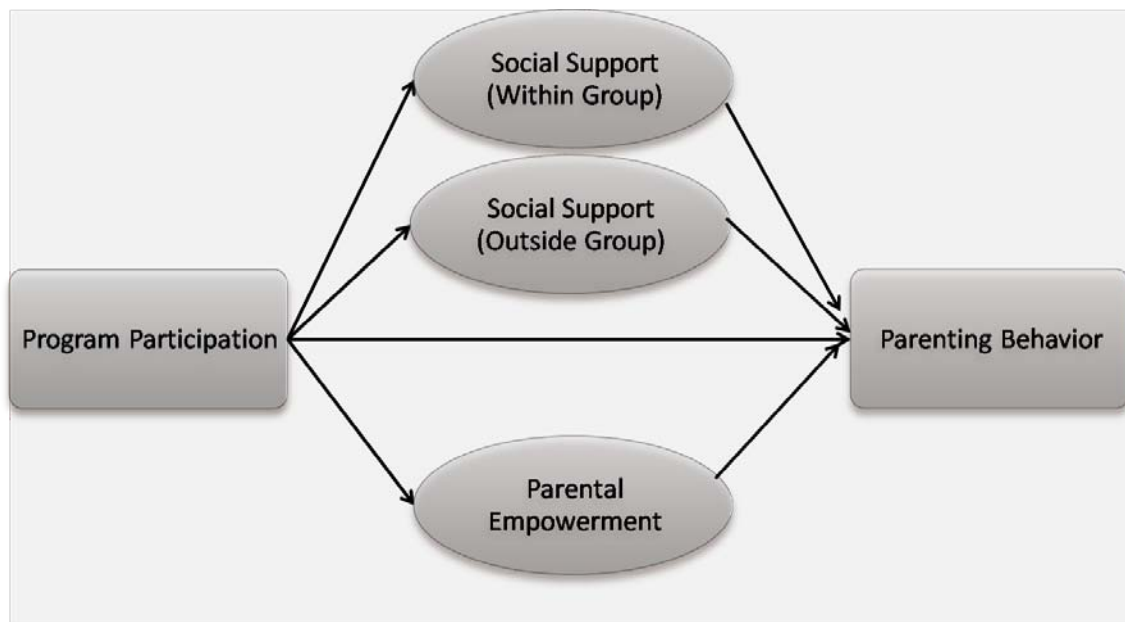 Social Support
(Within Group)
Social Support
(Outside Group)
Program Participation
Parenting Behavior
Parental
Empowerment